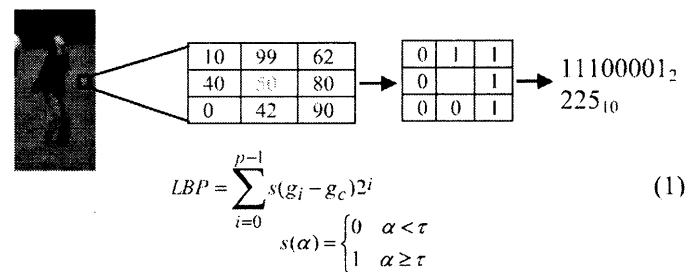 10 99 62
40 50 80
0 42 90
0 1 1
0 1
0 0 1
11100001₂
225₁₀
LBP = \sum_{i=0}^{p-1} s(g_i - g_c)2^i (1)
s(α) = { 0 α < τ
1 α ≥ τ